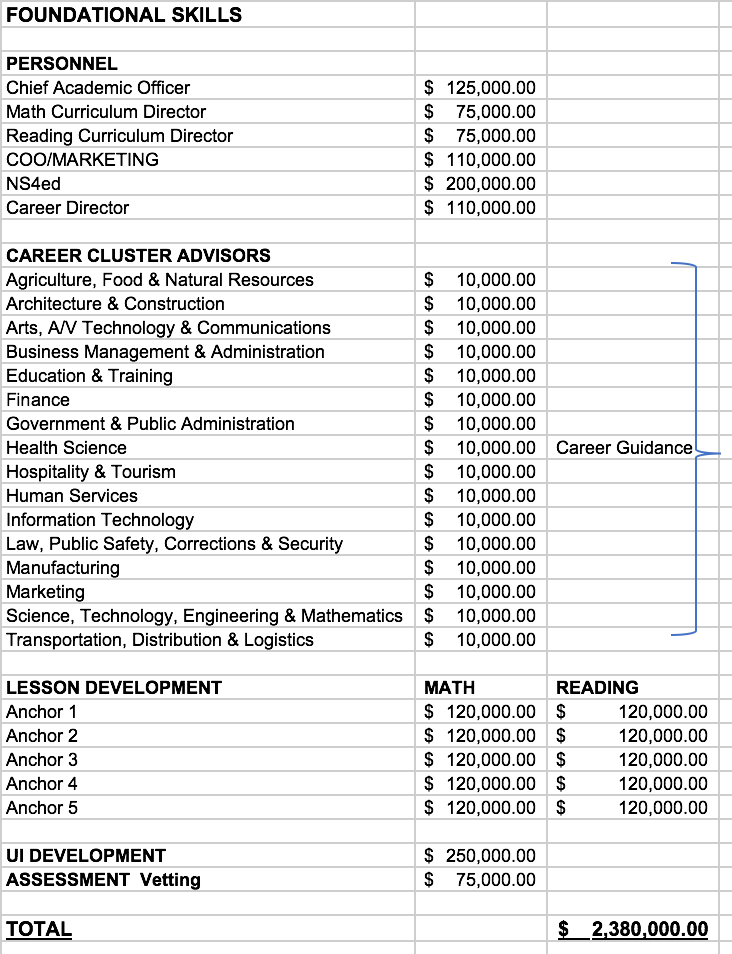 FOUNDATIONAL SKILLS
PERSONNEL
Chief Academic Officer $ 125,000.00
Math Curriculum Director $ 75,000.00
Reading Curriculum Director $ 75,000.00
COO/MARKETING $ 110,000.00
NS4ed $ 200,000.00
Career Director $ 110,000.00
CAREER CLUSTER ADVISORS
Agriculture, Food & Natural Resources $ 10,000.00
Architecture & Construction $ 10,000.00
Arts, A/V Technology & Communications $ 10,000.00
Business Management & Administration $ 10,000.00
Education & Training $ 10,000.00
Finance $ 10,000.00
Government & Public Administration $ 10,000.00
Health Science $ 10,000.00 Career Guidance
Hospitality & Tourism $ 10,000.00
Human Services $ 10,000.00
Information Technology $ 10,000.00
Law, Public Safety, Corrections & Security $ 10,000.00
Manufacturing $ 10,000.00
Marketing $ 10,000.00
Science, Technology, Engineering & Mathematics $ 10,000.00
Transportation, Distribution & Logistics $ 10,000.00
LESSON DEVELOPMENT MATH READING
Anchor 1 $ 120,000.00 $ 120,000.00
Anchor 2 $ 120,000.00 $ 120,000.00
Anchor 3 $ 120,000.00 $ 120,000.00
Anchor 4 $ 120,000.00 $ 120,000.00
Anchor 5 $ 120,000.00 $ 120,000.00
UI DEVELOPMENT $ 250,000.00
ASSESSMENT Vetting $ 75,000.00
TOTAL $ 2,380,000.00